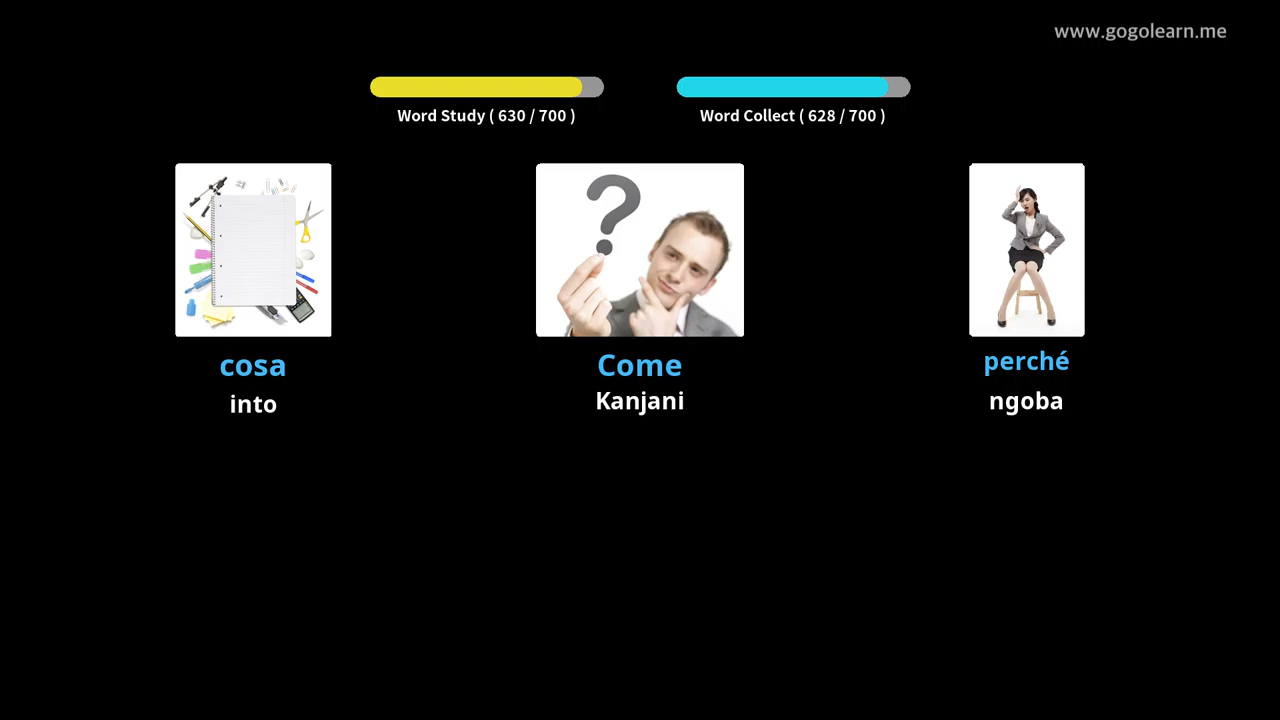 www.gogolearn.me
Word Study ( 630 / 700 )
Word Collect ( 628 / 700 )
cosa
into
Come
Kanjani
perché
ngoba